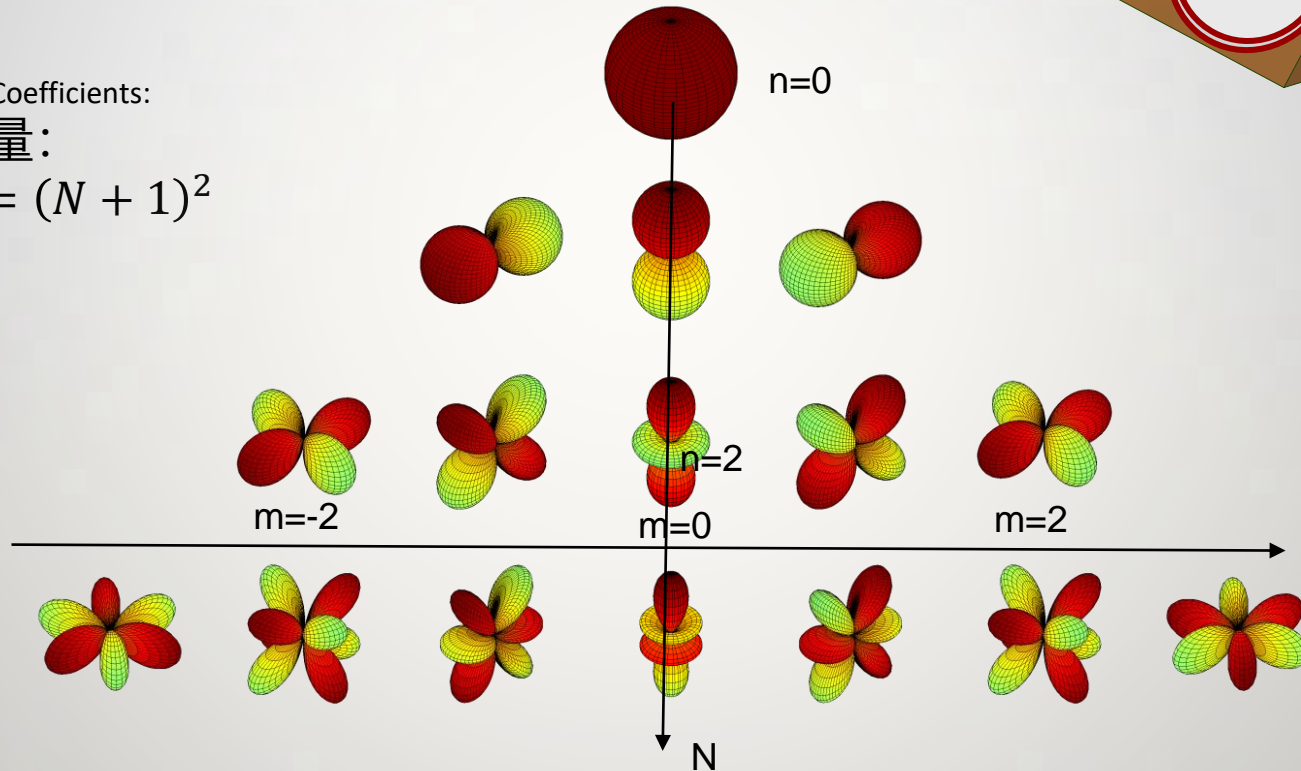 Coefficients:
量：
= (N + 1)²
n=0
n=2
m=-2
m=0
m=2
N